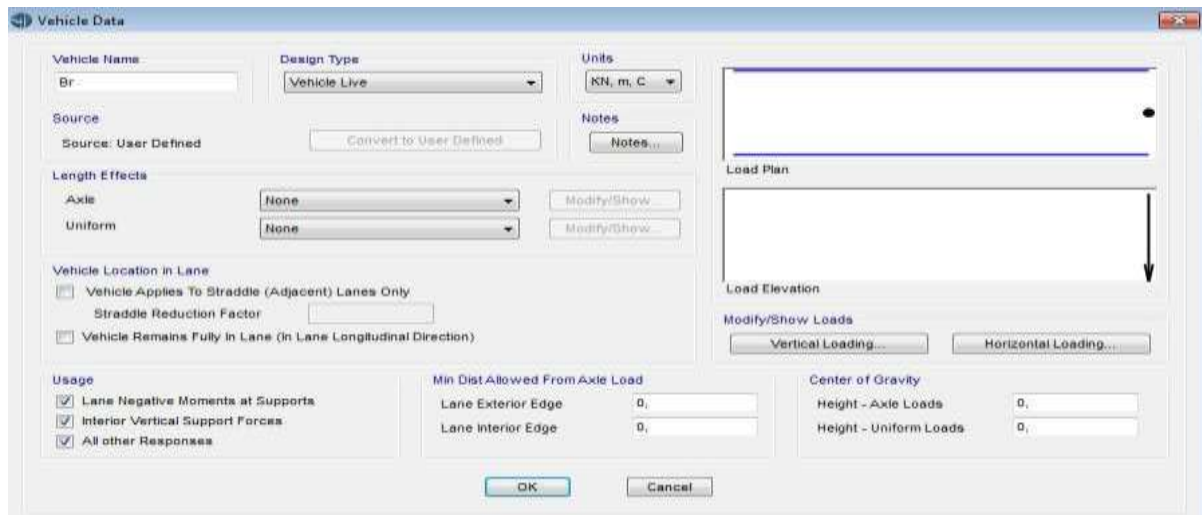 Vehicle Data
Vehicle Name
Br
Design Type
Vehicle Live
Units
KN, m, C
Source
Source: User Defined
Convert to User Defined
Notes
Notes...
Load Plan
Length Effects
Axle
None
Modify/Show...
Uniform
None
Modify/Show...
Load Elevation
Vehicle Location in Lane
Vehicle Applies To Straddle (Adjacent) Lanes Only
Straddle Reduction Factor
Vehicle Remains Fully In Lane (In Lane Longitudinal Direction)
Modify/Show Loads
Vertical Loading...
Horizontal Loading...
Usage
Lane Negative Moments at Supports
Interior Vertical Support Forces
All other Responses
Min Dist Allowed From Axle Load
Lane Exterior Edge
0,
Lane Interior Edge
0,
Center of Gravity
Height - Axle Loads
0,
Height - Uniform Loads
0,
OK
Cancel